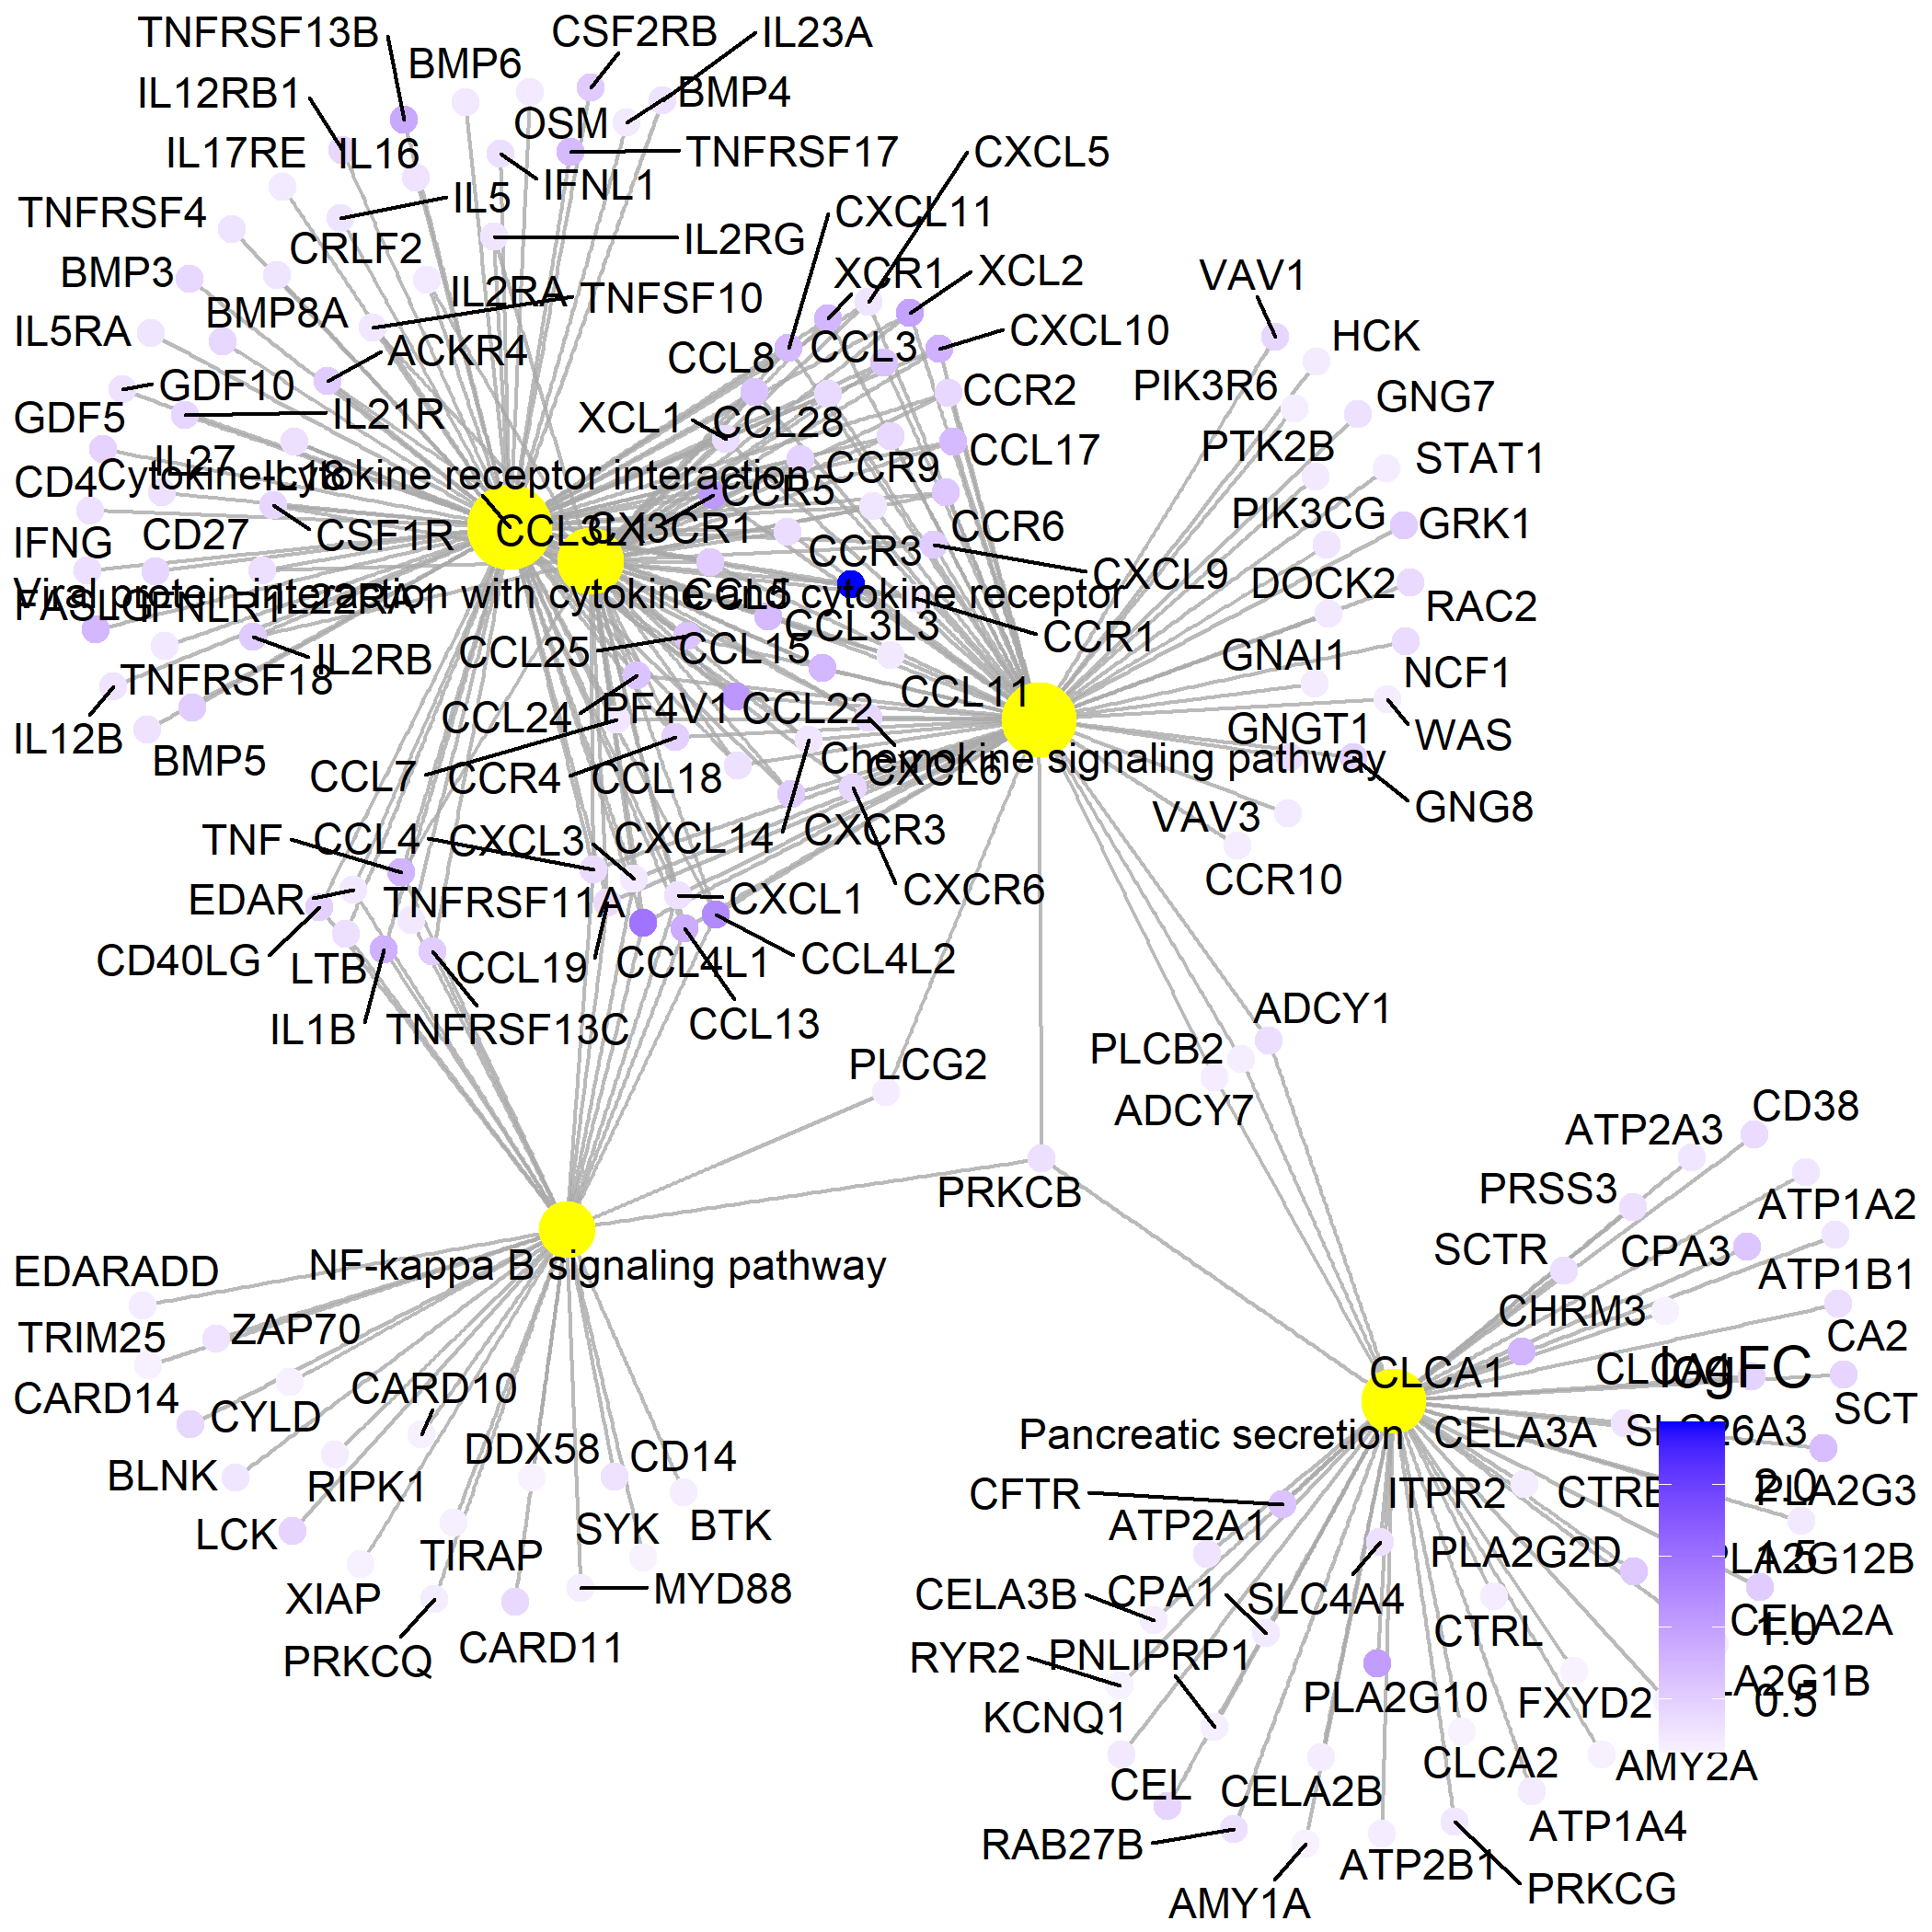 TNFRSF13B
CSF2RB
IL23A
BMP6
IL12RB1
BMP4
OSM
IL17RE
IL16
TNFRSF17
CXCL5
IFNL1
TNFRSF4
IL5
CXCL11
CRLF2
IL2RG
BMP3
XCR1
XCL2
VAV1
IL2RA
TNFSF10
BMP8A
IL5RA
ACKR4
CCL8
CCL3
CXCL10
HCK
GDF10
CCR2
PIK3R6
GNG7
GDF5
IL21R
XCL1
CCL28
CCL17
PTK2B
STAT1
IL27
IL18
CD4
Cytokine-cytokine receptor interaction
CCR9
CCR5
PIK3CG
GRK1
IFNG
CD27
CSF1R
CCL3L1
CX3CR1
CCR6
CCR3
CXCL9
DOCK2
RAC2
FASLG
IFNLR1
IL22RA1
Viral protein interaction with cytokine and cytokine receptor
CCL5
CCL3L3
CCR1
GNAI1
NCF1
TNFRSF18
IL2RB
CCL25
CCL15
CCL11
IL12B
BMP5
CCL24
PF4V1
CCL22
GNGT1
WAS
Chemokine signaling pathway
CCL7
CCR4
CCL18
CXCL6
GNG8
VAV3
TNF
CCL4
CXCL3
CXCL14
CXCR3
CCR10
EDAR
TNFRSF11A
CXCL1
CXCR6
CD40LG
LTB
CCL19
CCL4L1
CCL4L2
IL1B
TNFRSF13C
CCL13
ADCY1
PLCG2
PLCB2
ADCY7
PRKCB
CD38
ATP2A3
PRSS3
ATP1A2
SCTR
CPA3
ATP1B1
EDARADD
NF-kappa B signaling pathway
CHRM3
CA2
TRIM25
ZAP70
CLCA1
CLCA4
logFC
SCT
CARD14
CYLD
CARD10
Pancreatic secretion
CELA3A
SLC26A3
BLNK
RIPK1
DDX58
CD14
CFTR
ITPR2
2.0
PLA2G3
LCK
TIRAP
SYK
BTK
ATP2A1
PLA2G2D
1.5
XIAP
MYD88
CELA3B
CPA1
SLC4A4
CTRL
1.0
CELA2A
PRKCQ
CARD11
RYR2
PNLIPRP1
KCNQ1
PLA2G10
FXYD2
0.5
CEL
CELA2B
CLCA2
AMY2A
RAB27B
ATP2B1
ATP1A4
AMY1A
PRKCG